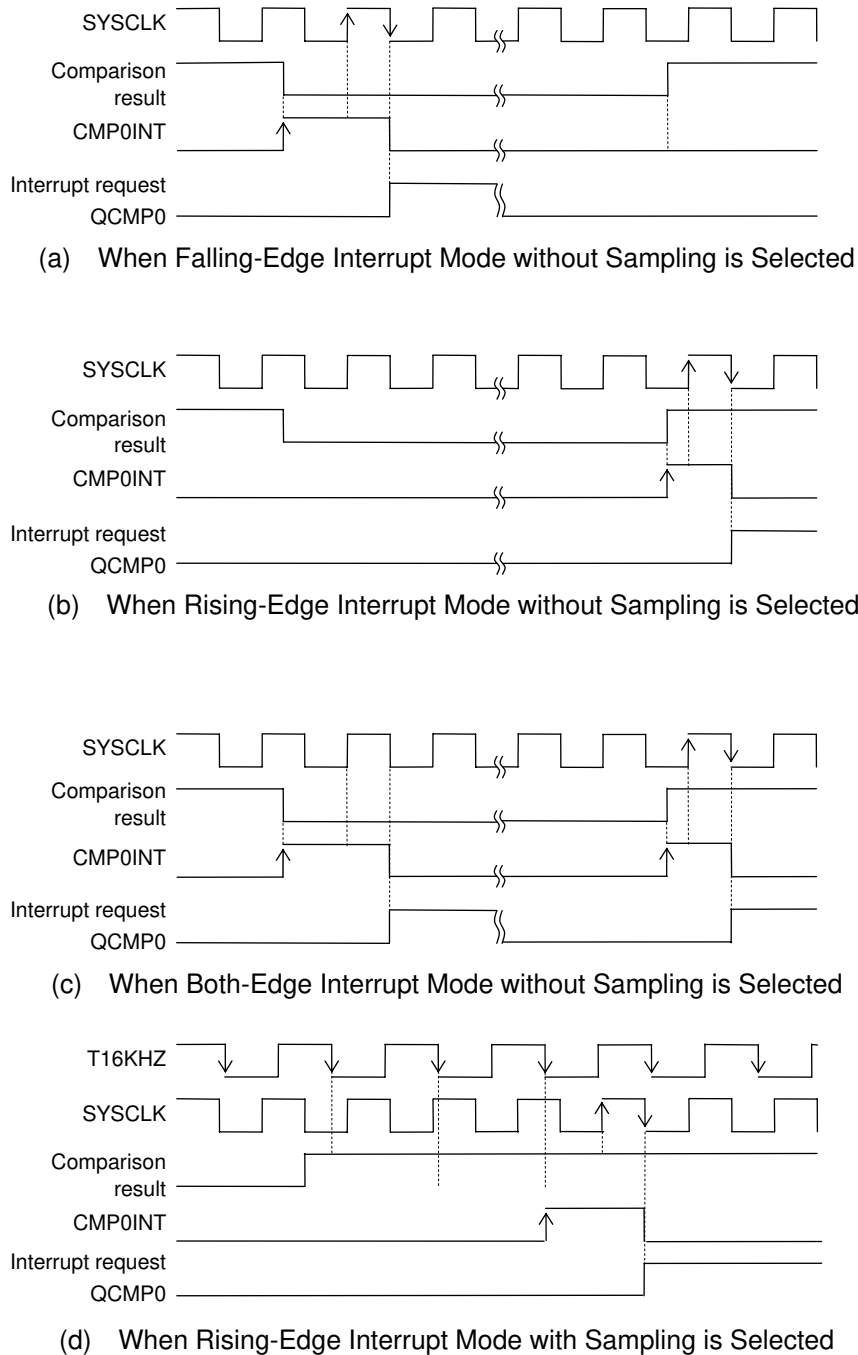 SYSCLK
Comparison
result
CMP0INT
Interrupt request
QCMP0
(a) When Falling-Edge Interrupt Mode without Sampling is Selected
SYSCLK
Comparison
result
CMP0INT
Interrupt request
QCMP0
(b) When Rising-Edge Interrupt Mode without Sampling is Selected
SYSCLK
Comparison
result
CMP0INT
Interrupt request
QCMP0
(c) When Both-Edge Interrupt Mode without Sampling is Selected
T16KHZ
SYSCLK
Comparison
result
CMP0INT
Interrupt request
QCMP0
(d) When Rising-Edge Interrupt Mode with Sampling is Selected